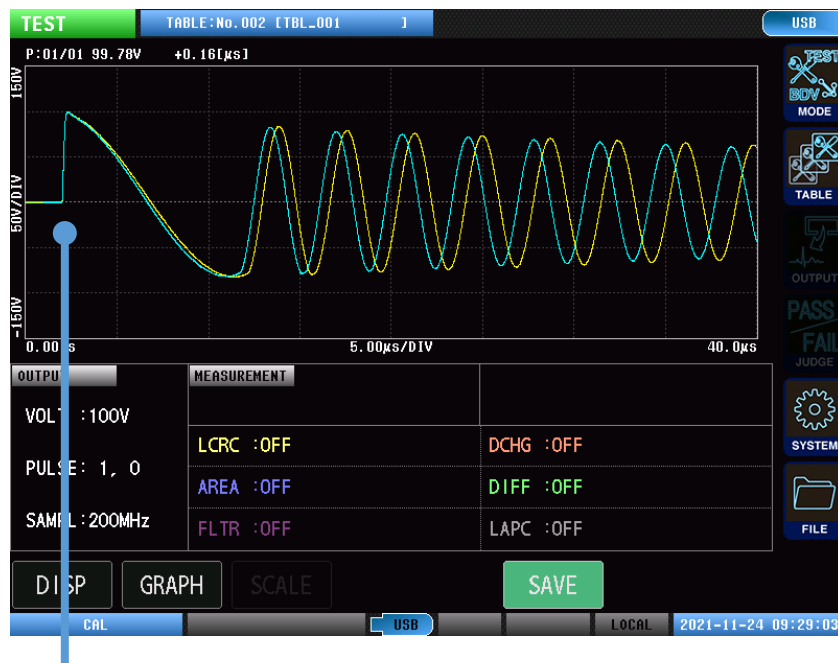 TEST TABLE:No.002 [TBL_001 ] USB
P:01/01 99.78V +0.16[µs]
150V
50V/DIV
-150V
0.00µs 5.00µs/DIV 40.0µs
TEST
BDV
MODE
TABLE
OUTPUT
PASS
FAIL
JUDGE
SYSTEM
FILE
OUTPUT MEASUREMENT
VOLT :100V
PULSE: 1, 0
SAMPL:200MHz
LCRC :OFF DCHG :OFF
AREA :OFF DIFF :OFF
FLTR :OFF LAPC :OFF
DISP GRAPH SCALE SAVE
CAL USB LOCAL 2021-11-24 09:29:03